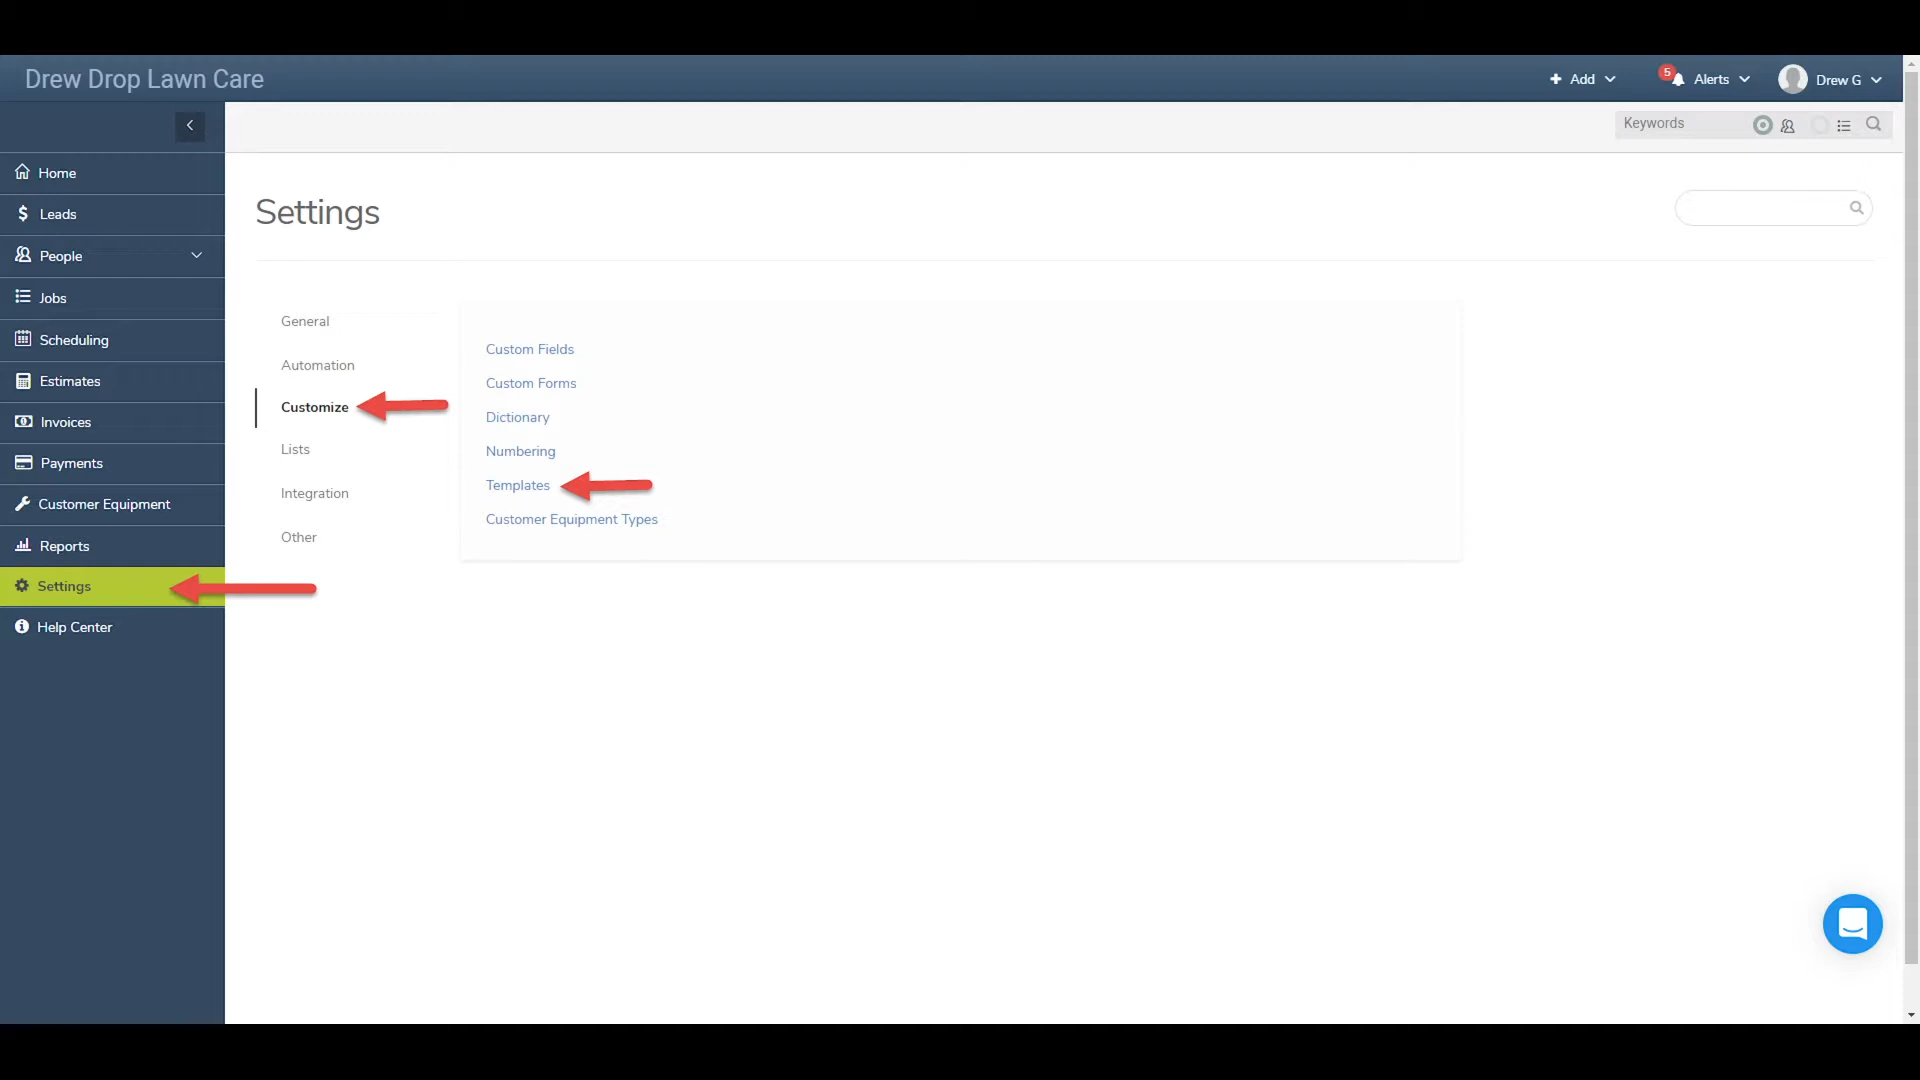 Drew Drop Lawn Care
Add
5
Alerts
Drew G
Keywords
Home
Leads
People
Jobs
Scheduling
Estimates
Invoices
Payments
Customer Equipment
Reports
Settings
Help Center
Settings
General
Automation
Customize
Lists
Integration
Other
Custom Fields
Custom Forms
Dictionary
Numbering
Templates
Customer Equipment Types